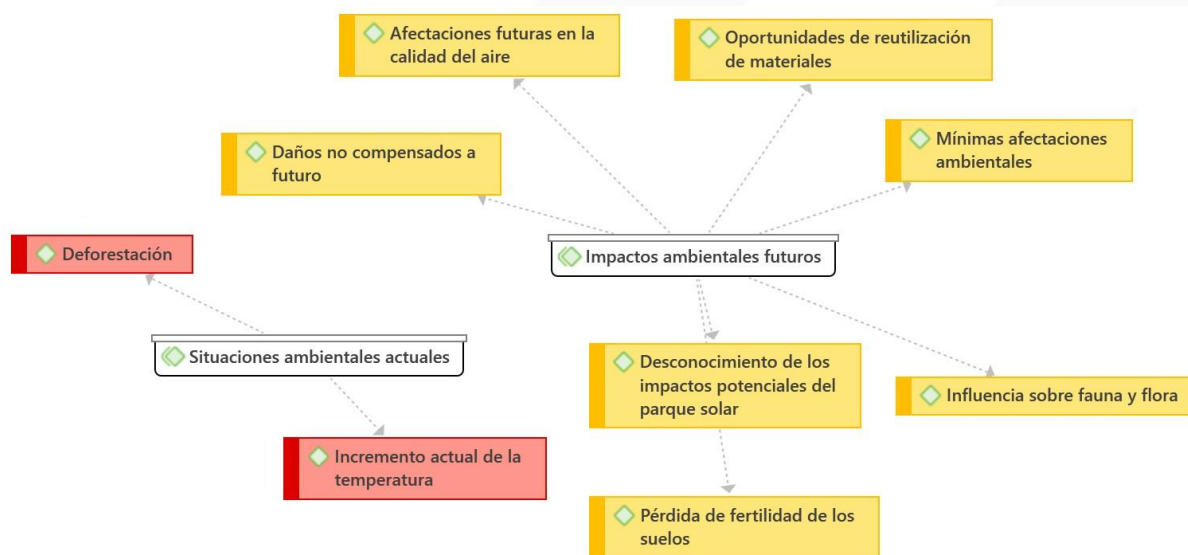 Afectaciones futuras en la
calidad del aire
Oportunidades de reutilización
de materiales
Daños no compensados a
futuro
Mínimas afectaciones
ambientales
Deforestación
Impactos ambientales futuros
Situaciones ambientales actuales
Desconocimiento de los
impactos potenciales del
parque solar
Influencia sobre fauna y flora
Incremento actual de la
temperatura
Pérdida de fertilidad de los
suelos